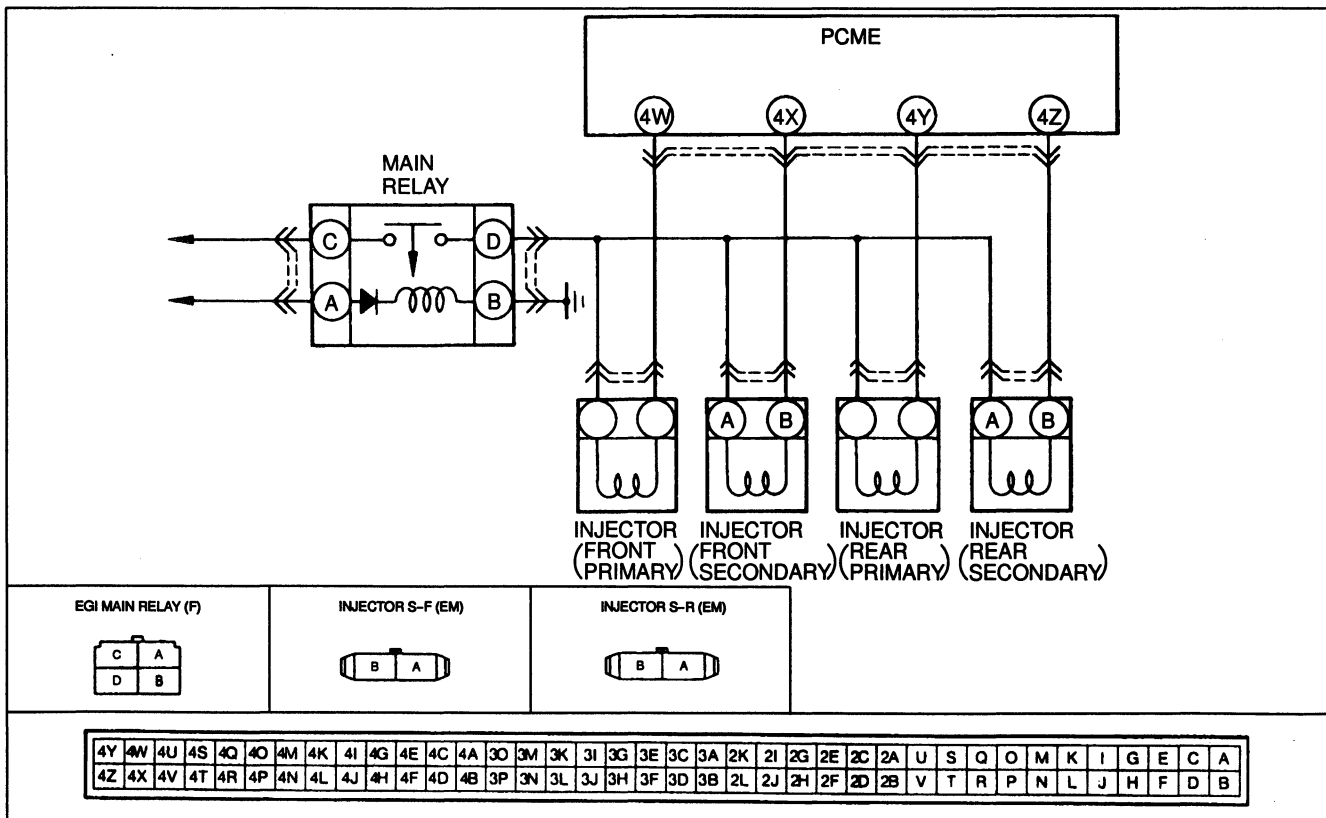 PCME
4W 4X 4Y 4Z
MAIN
RELAY
C D
A B
A B A B
INJECTOR
(FRONT
PRIMARY)
INJECTOR
(FRONT
SECONDARY)
INJECTOR
(REAR
PRIMARY)
INJECTOR
(REAR
SECONDARY)
EGI MAIN RELAY (F)
C A
D B
INJECTOR S-F (EM)
B A
INJECTOR S-R (EM)
B A
4Y 4W 4U 4S 4Q 4O 4M 4K 4I 4G 4E 4C 4A 3O 3M 3K 3I 3G 3E 3C 3A 2K 2I 2G 2E 2C 2A U S Q O M K I G E C A
4Z 4X 4V 4T 4R 4P 4N 4L 4J 4H 4F 4D 4B 3P 3N 3L 3J 3H 3F 3D 3B 2L 2J 2H 2F 2D 2B V T R P N L J H F D B